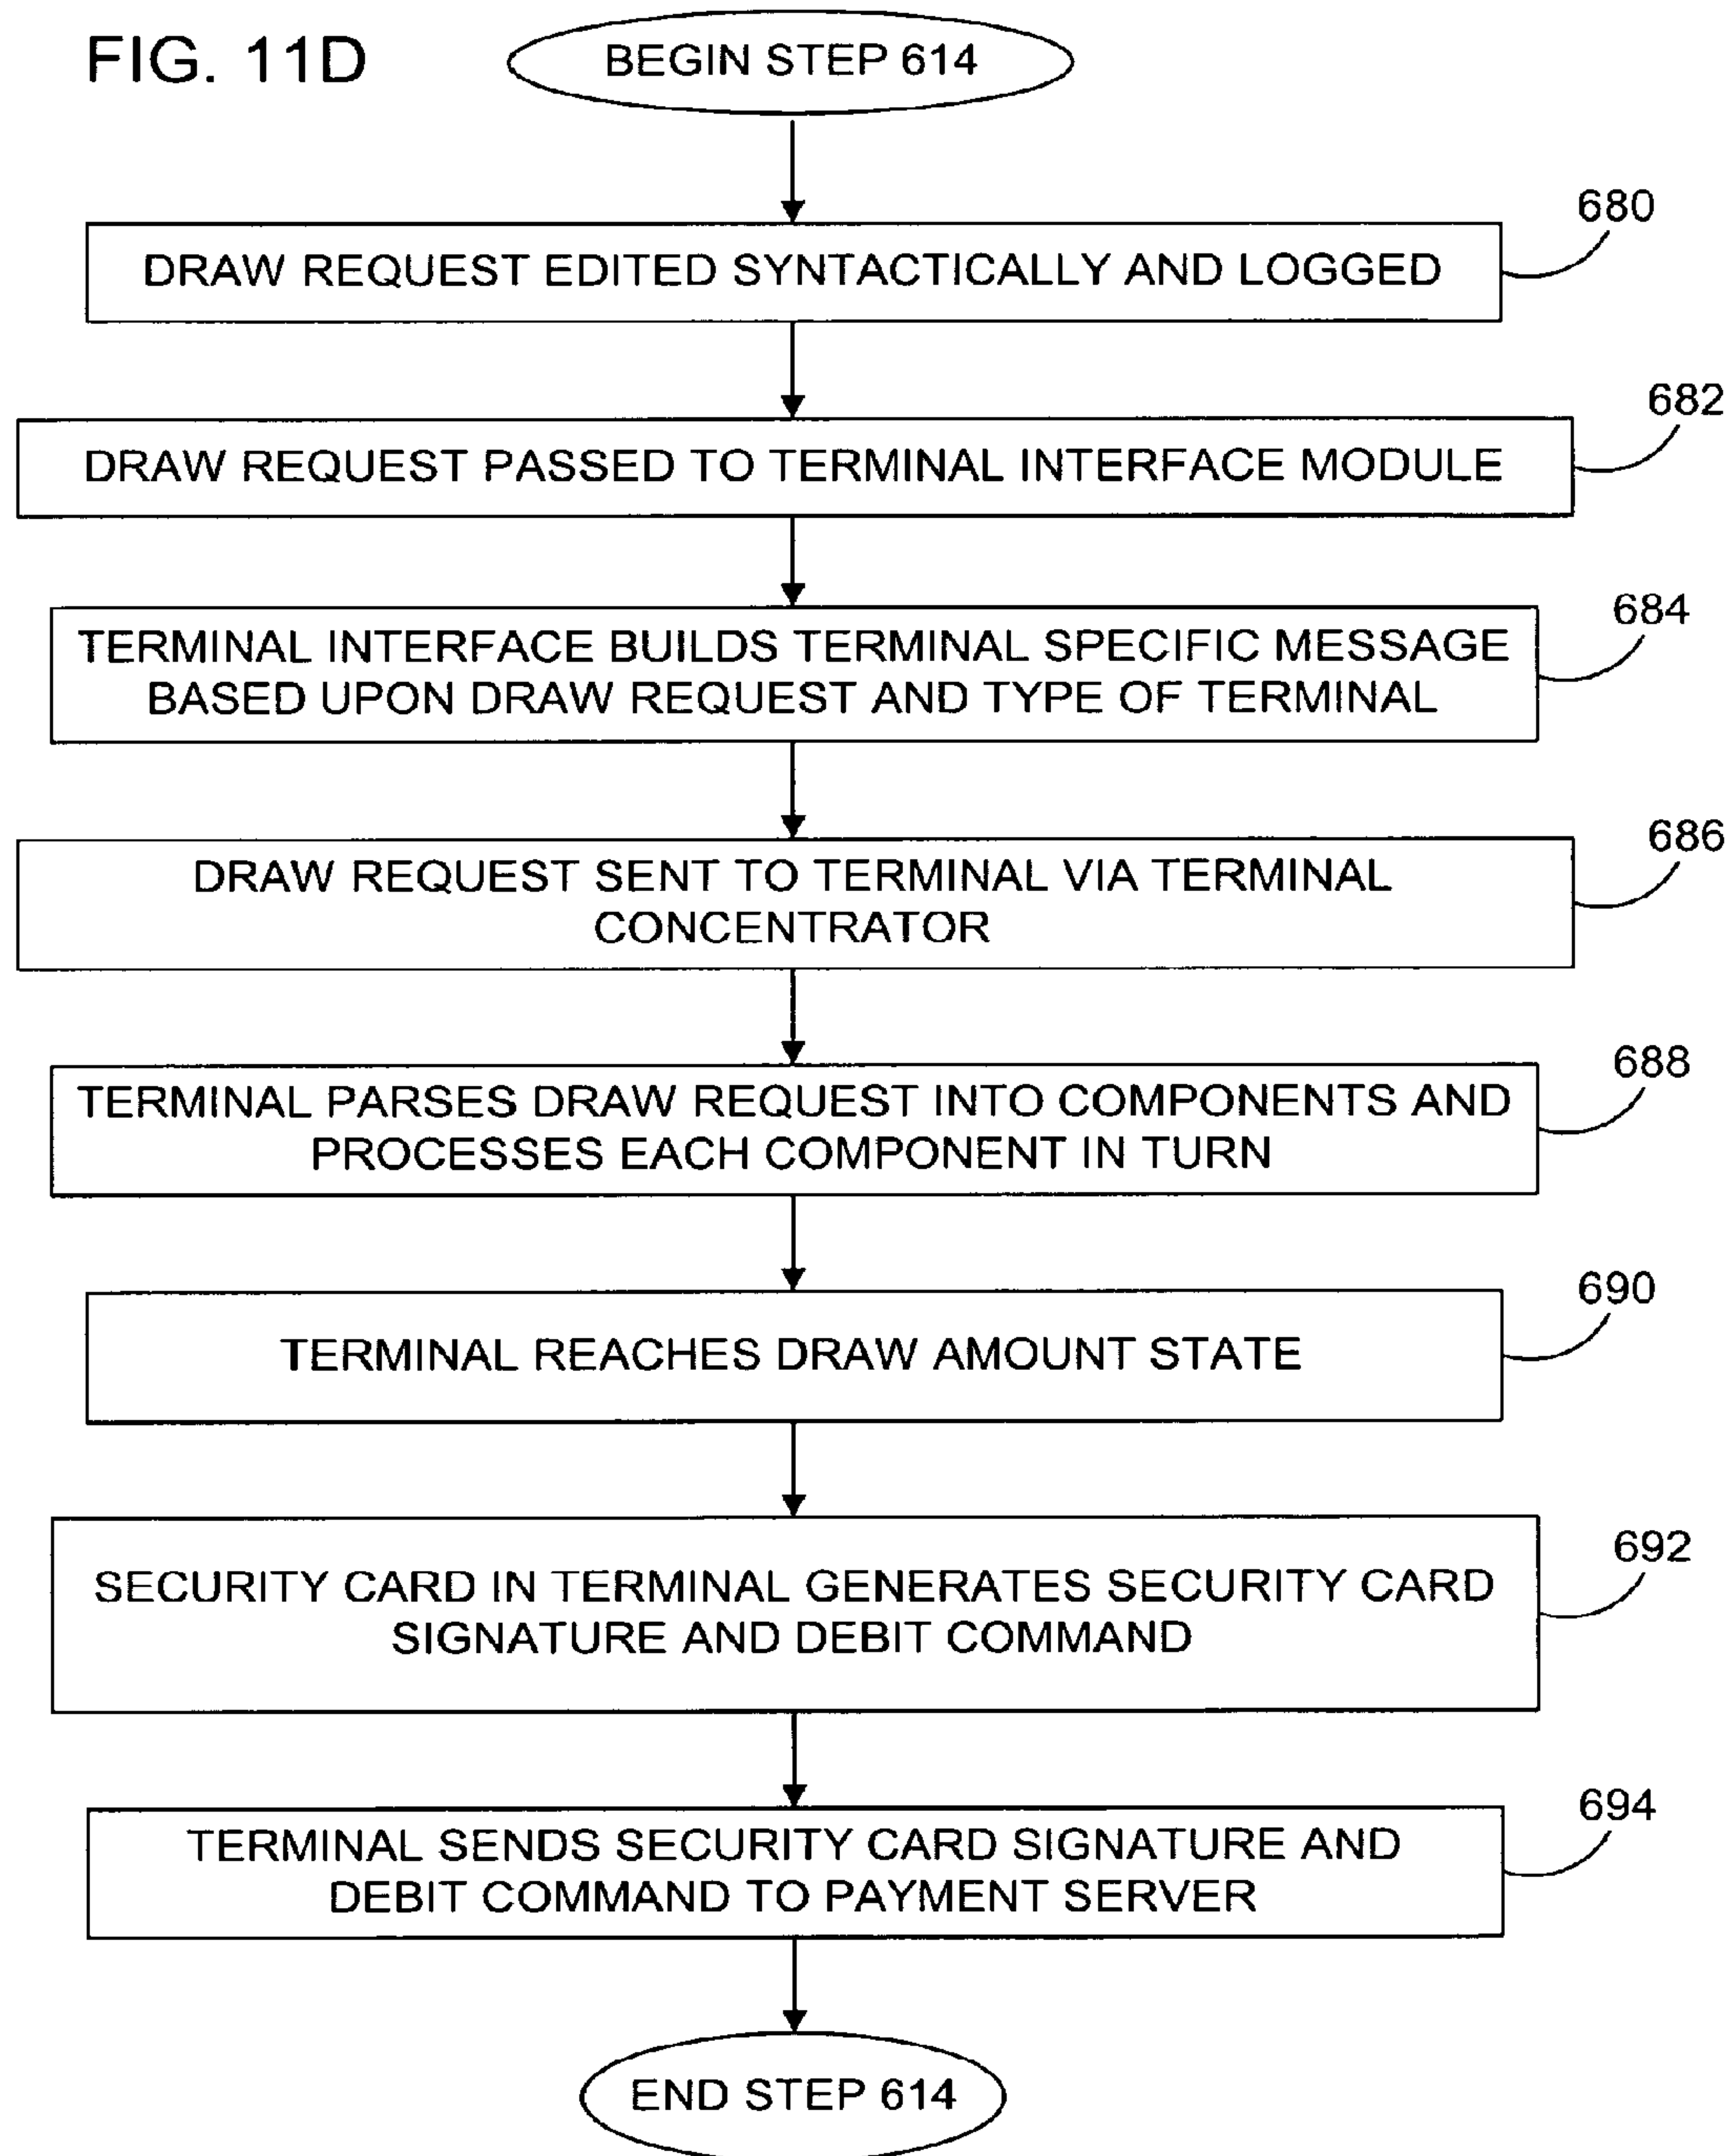 FIG. 11D
BEGIN STEP 614
680
DRAW REQUEST EDITED SYNTACTICALLY AND LOGGED
682
DRAW REQUEST PASSED TO TERMINAL INTERFACE MODULE
684
TERMINAL INTERFACE BUILDS TERMINAL SPECIFIC MESSAGE
BASED UPON DRAW REQUEST AND TYPE OF TERMINAL
686
DRAW REQUEST SENT TO TERMINAL VIA TERMINAL
CONCENTRATOR
688
TERMINAL PARSES DRAW REQUEST INTO COMPONENTS AND
PROCESSES EACH COMPONENT IN TURN
690
TERMINAL REACHES DRAW AMOUNT STATE
692
SECURITY CARD IN TERMINAL GENERATES SECURITY CARD
SIGNATURE AND DEBIT COMMAND
694
TERMINAL SENDS SECURITY CARD SIGNATURE AND
DEBIT COMMAND TO PAYMENT SERVER
END STEP 614